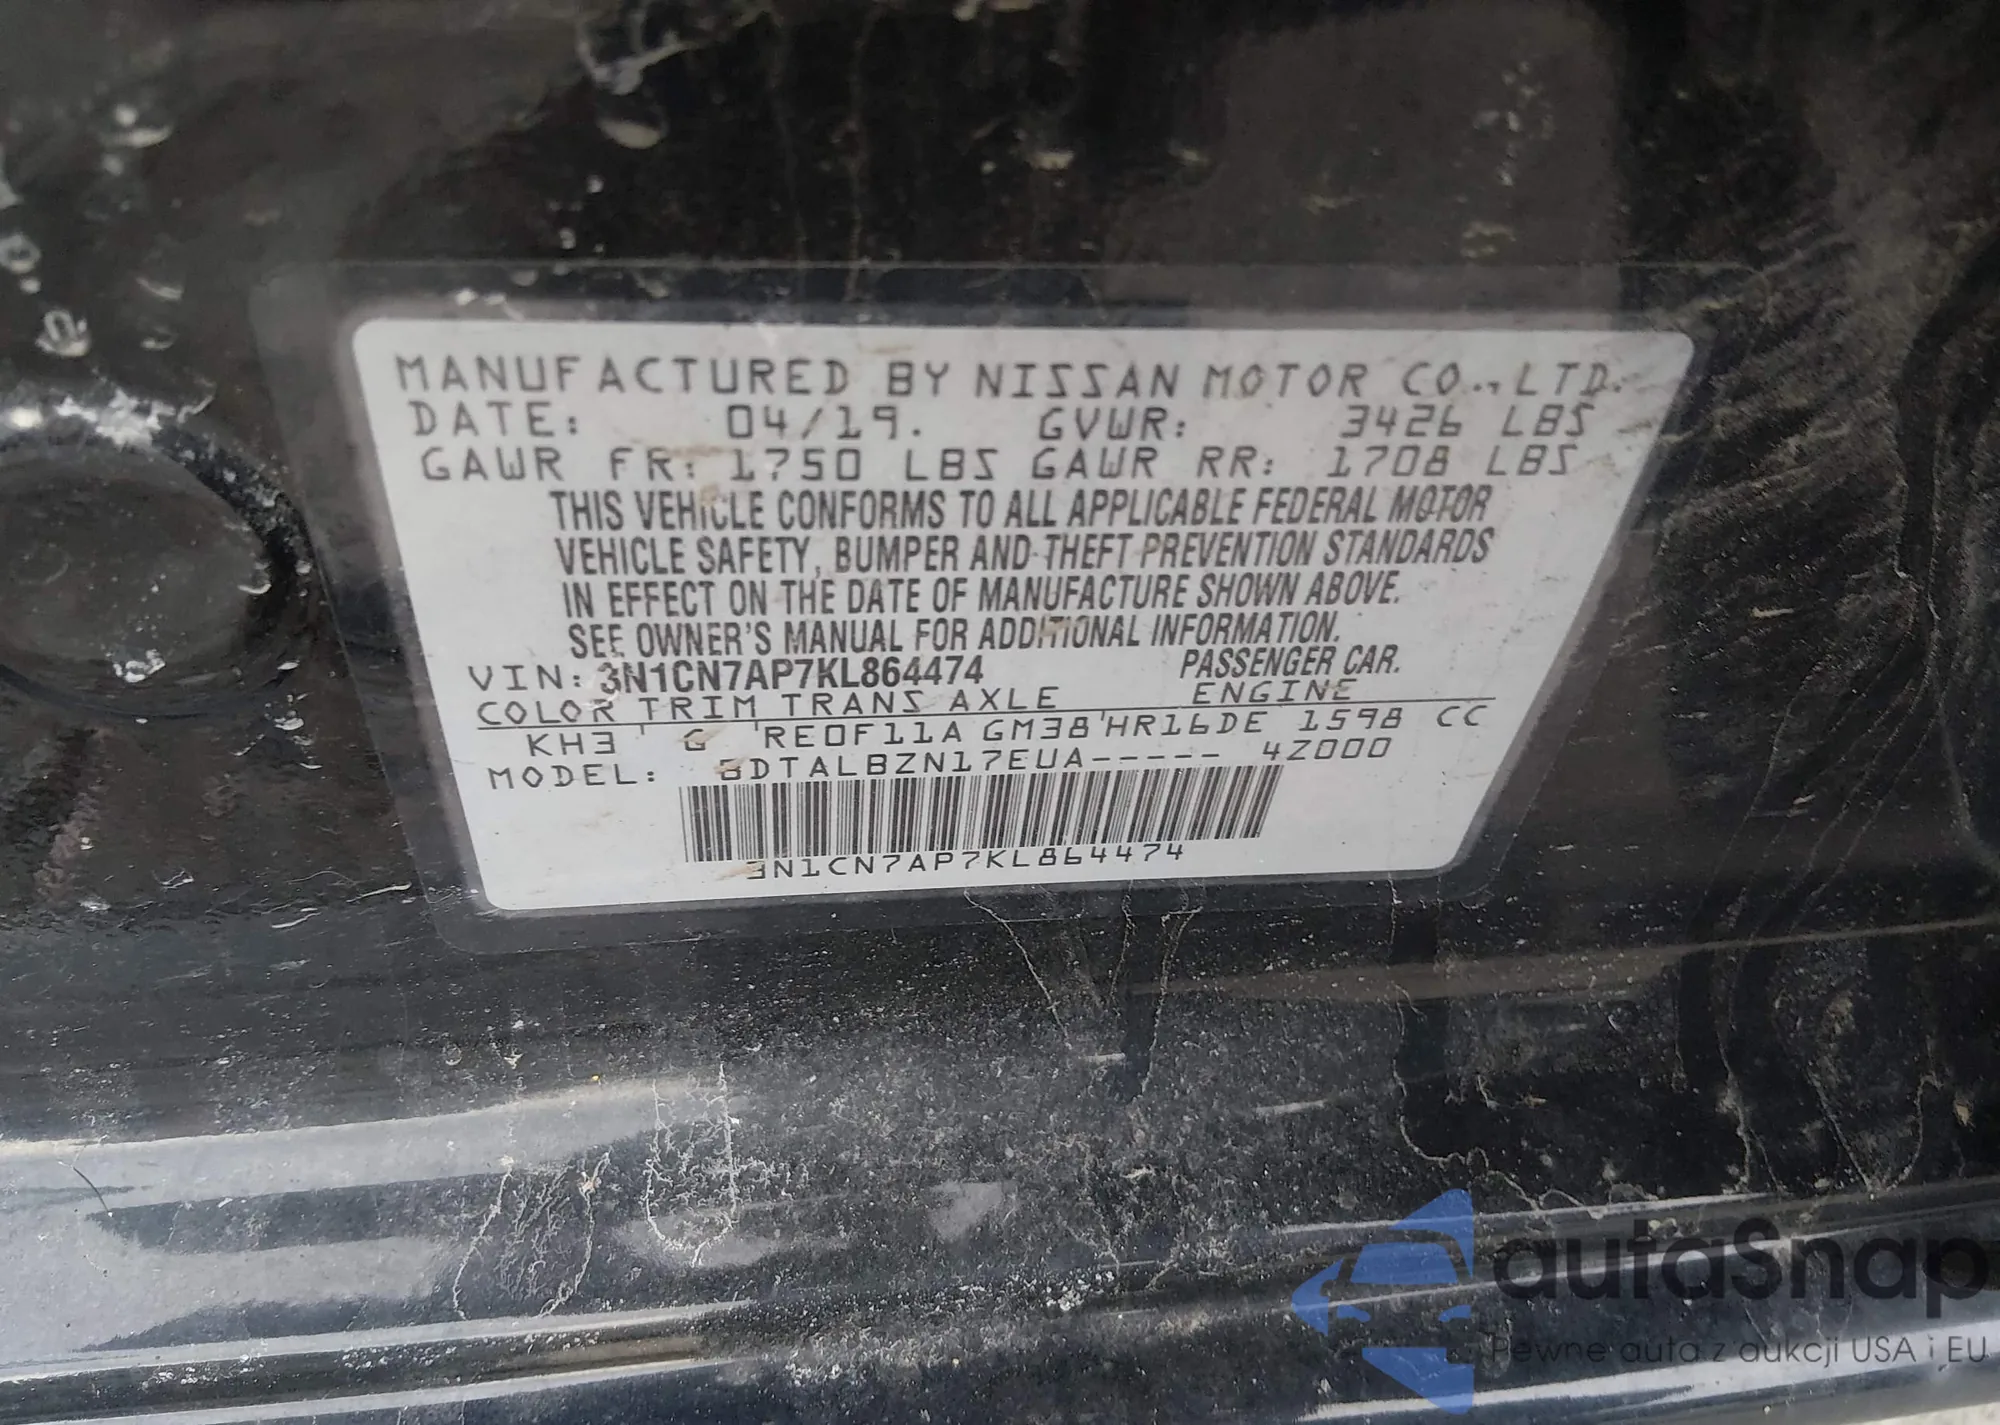 MANUFACTURED BY NISSAN MOTOR CO., LTD.
DATE: 04/19. GVWR: 3426 LBS
GAWR FR: 1750 LBS GAWR RR: 1708 LBS
THIS VEHICLE CONFORMS TO ALL APPLICABLE FEDERAL MOTOR
VEHICLE SAFETY, BUMPER AND THEFT PREVENTION STANDARDS
IN EFFECT ON THE DATE OF MANUFACTURE SHOWN ABOVE.
SEE OWNER'S MANUAL FOR ADDITIONAL INFORMATION.
VIN: 3N1CN7AP7KL864474 PASSENGER CAR.
COLOR TRIM TRANS AXLE ENGINE
KH3 G RE0F11A GM38 HR16DE 1598 CC
MODEL: BDTALBZN17EUA----- 4Z000
3N1CN7AP7KL864474
autaSnap
Pewne auta z aukcji USA i EU